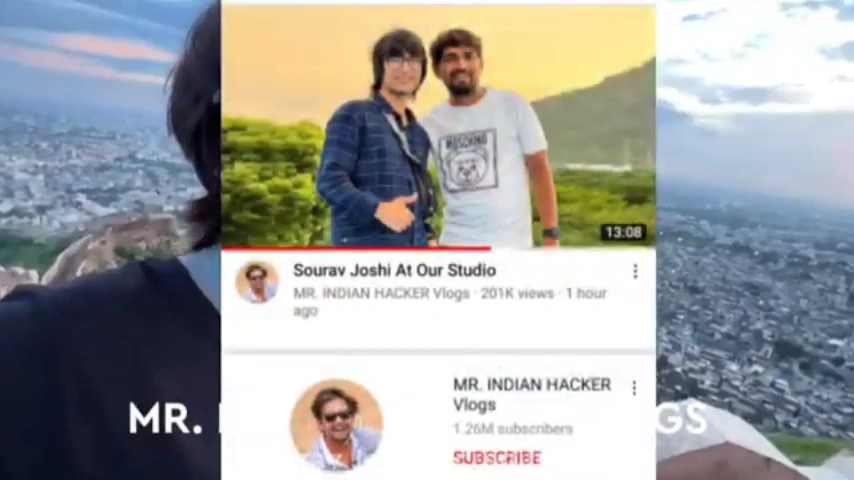 MOSCHINO
13:08
Sourav Joshi At Our Studio
MR. INDIAN HACKER Vlogs · 201K views · 1 hour
ago
MR. INDIAN HACKER
Vlogs
1.26M subscribers
SUBSCRIBE
MR. 
GS